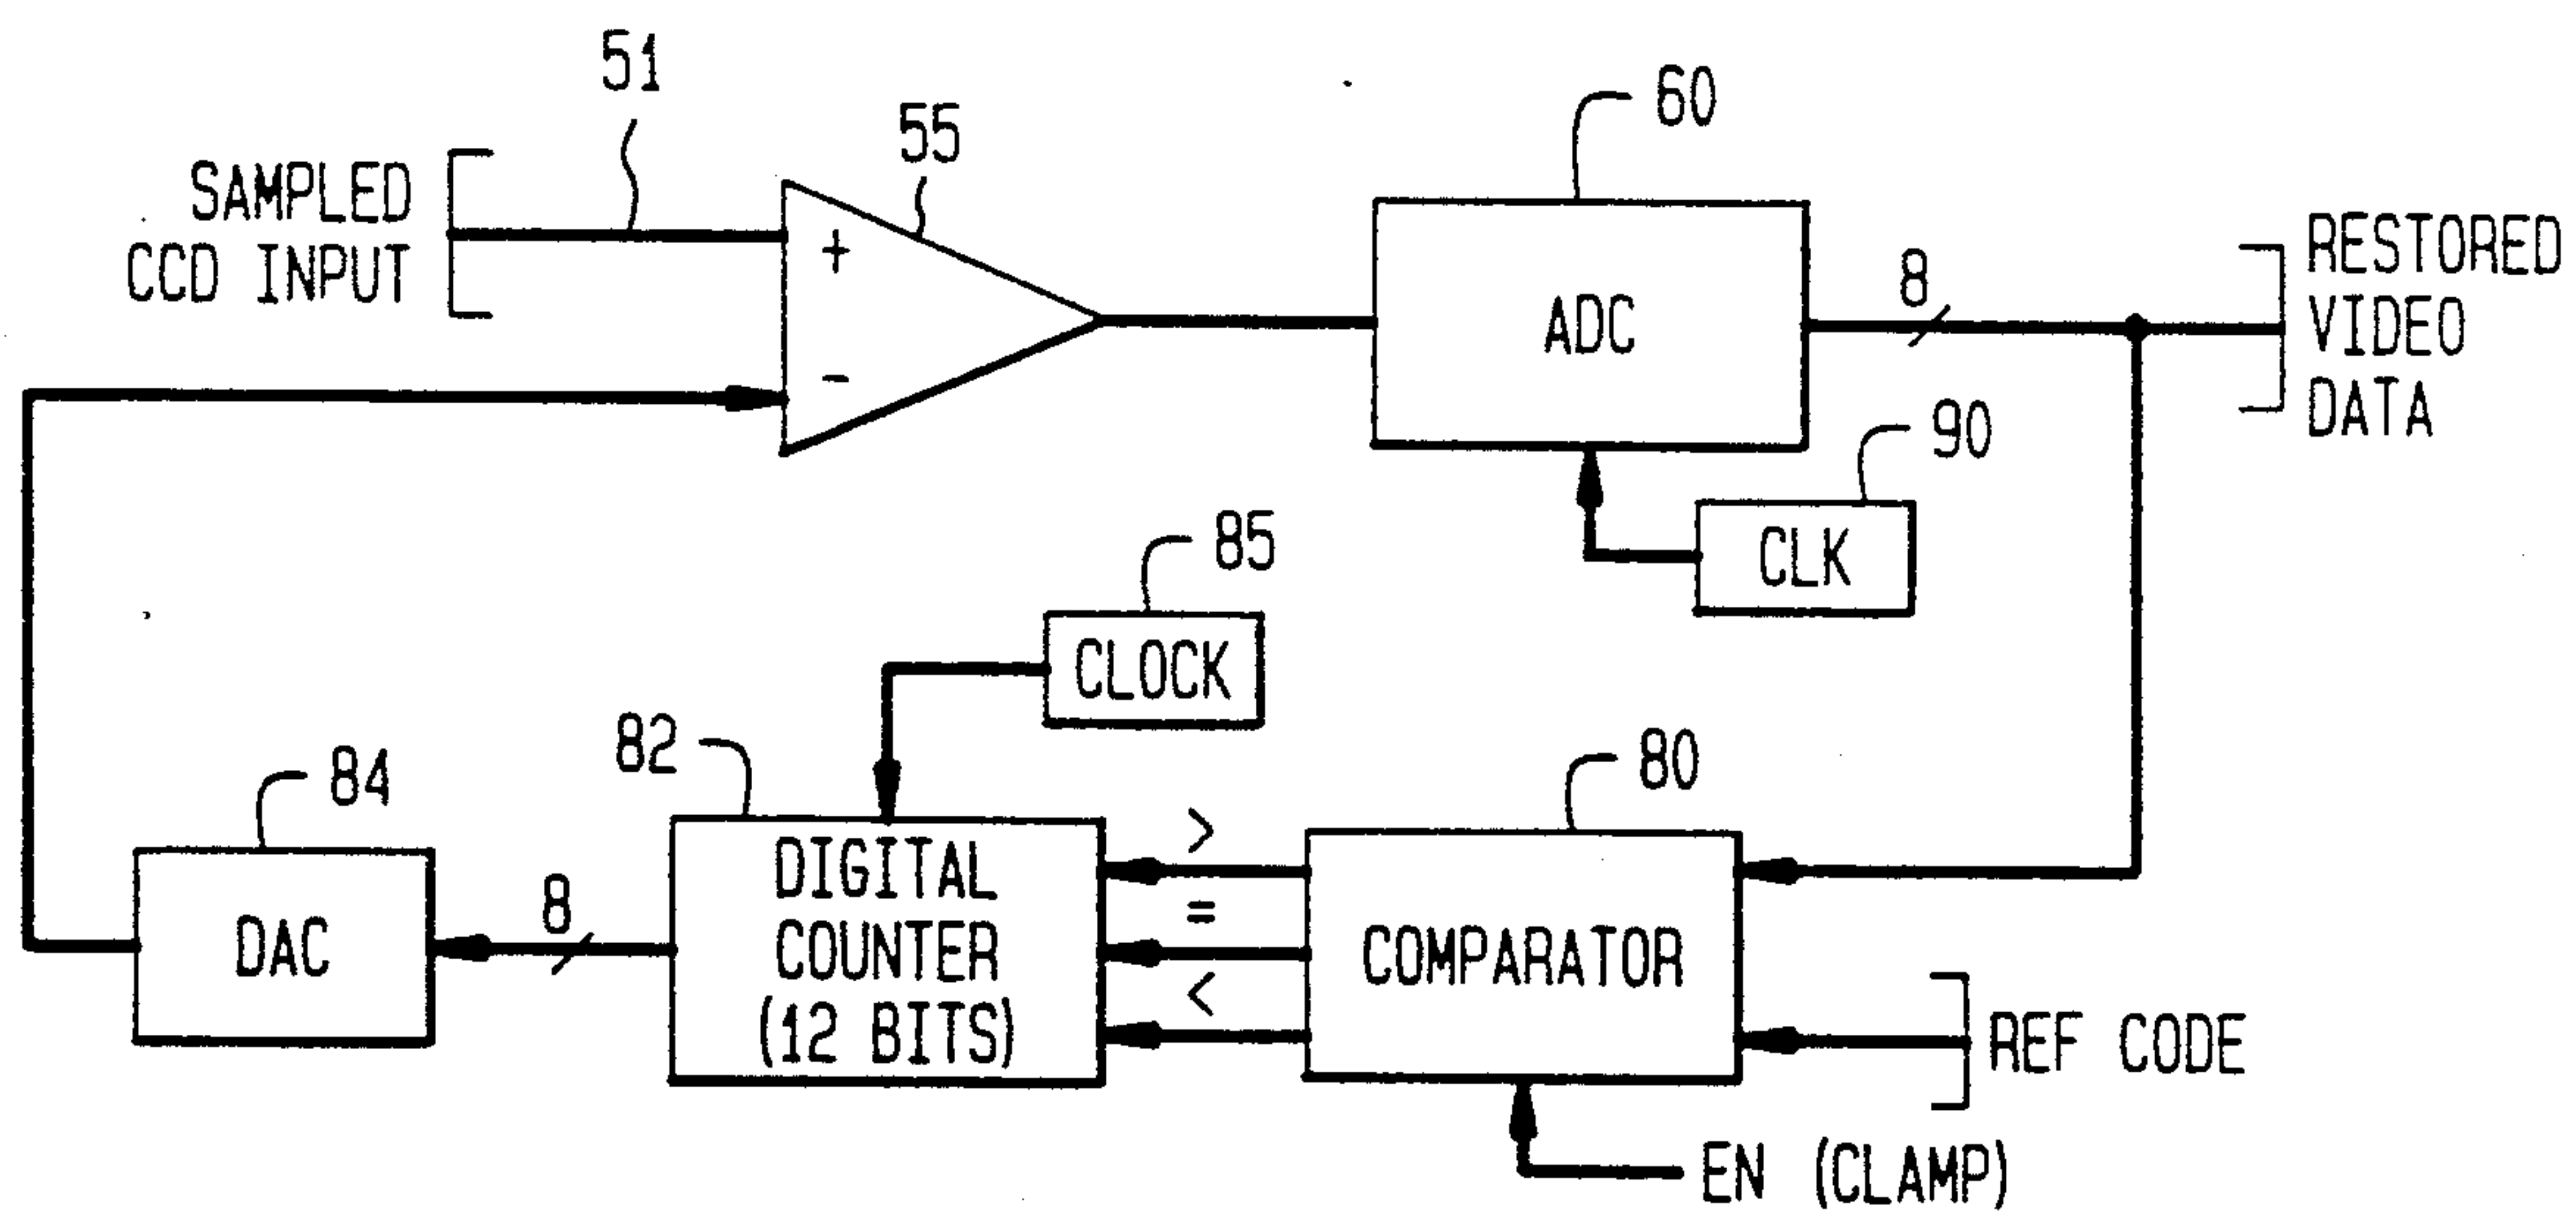 51
55
60
SAMPLED
CCD INPUT
+
-
ADC
8
RESTORED
VIDEO
DATA
90
CLK
85
CLOCK
84
82
80
DAC
8
DIGITAL
COUNTER
(12 BITS)
>
=
<
COMPARATOR
REF CODE
EN (CLAMP)